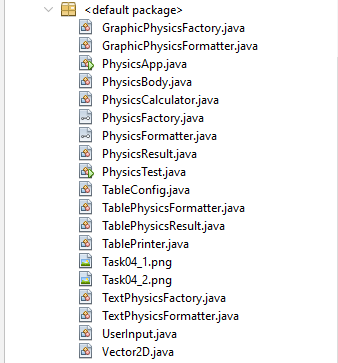 <default package>
GraphicPhysicsFactory.java
GraphicPhysicsFormatter.java
PhysicsApp.java
PhysicsBody.java
PhysicsCalculator.java
PhysicsFactory.java
PhysicsFormatter.java
PhysicsResult.java
PhysicsTest.java
TableConfig.java
TablePhysicsFormatter.java
TablePhysicsResult.java
TablePrinter.java
Task04_1.png
Task04_2.png
TextPhysicsFactory.java
TextPhysicsFormatter.java
UserInput.java
Vector2D.java